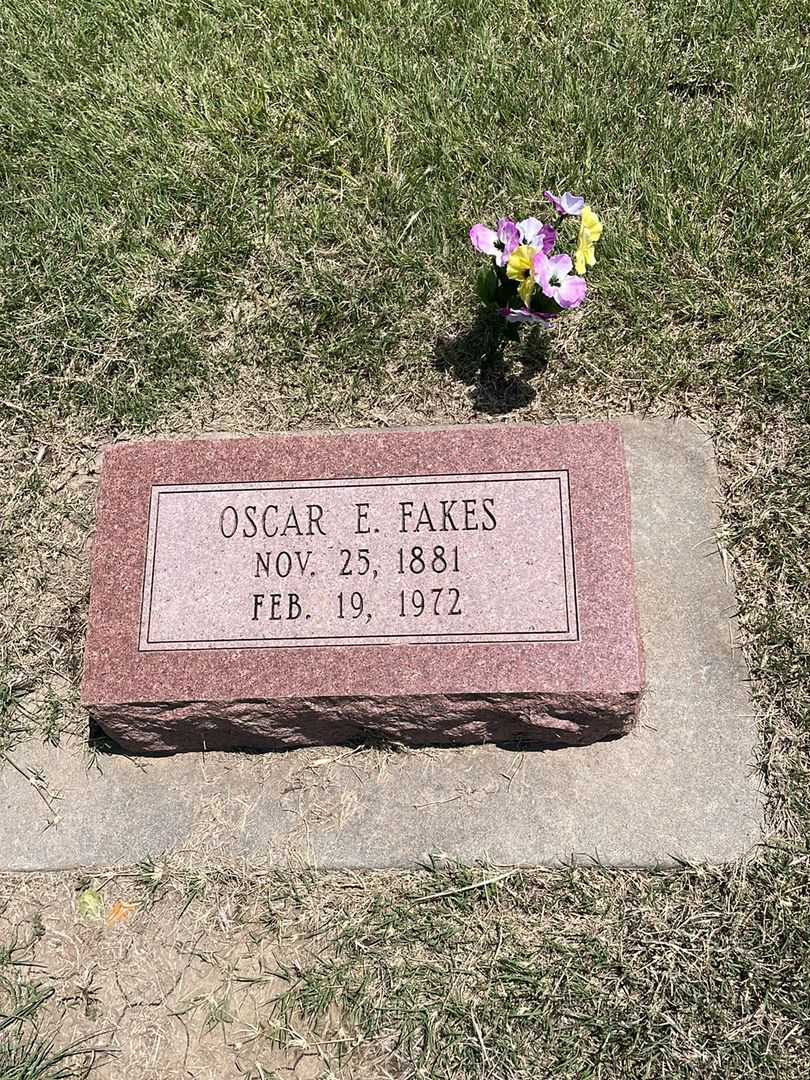 OSCAR E. FAKES
NOV. 25, 1881
FEB. 19, 1972